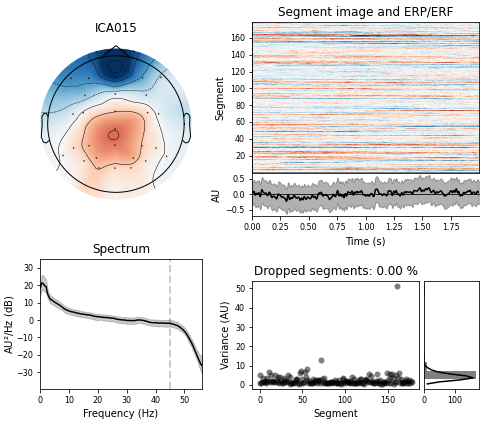 ICA015
Segment image and ERP/ERF
Segment
160
140
120
100
80
60
40
20
AU
0.5
0.0
−0.5
0.00 0.25 0.50 0.75 1.00 1.25 1.50 1.75
Time (s)
Spectrum
AU²/Hz (dB)
30
20
10
0
−10
−20
−30
0 10 20 30 40 50
Frequency (Hz)
Dropped segments: 0.00 %
Variance (AU)
50
40
30
20
10
0
0 50 100 150
Segment
0 100